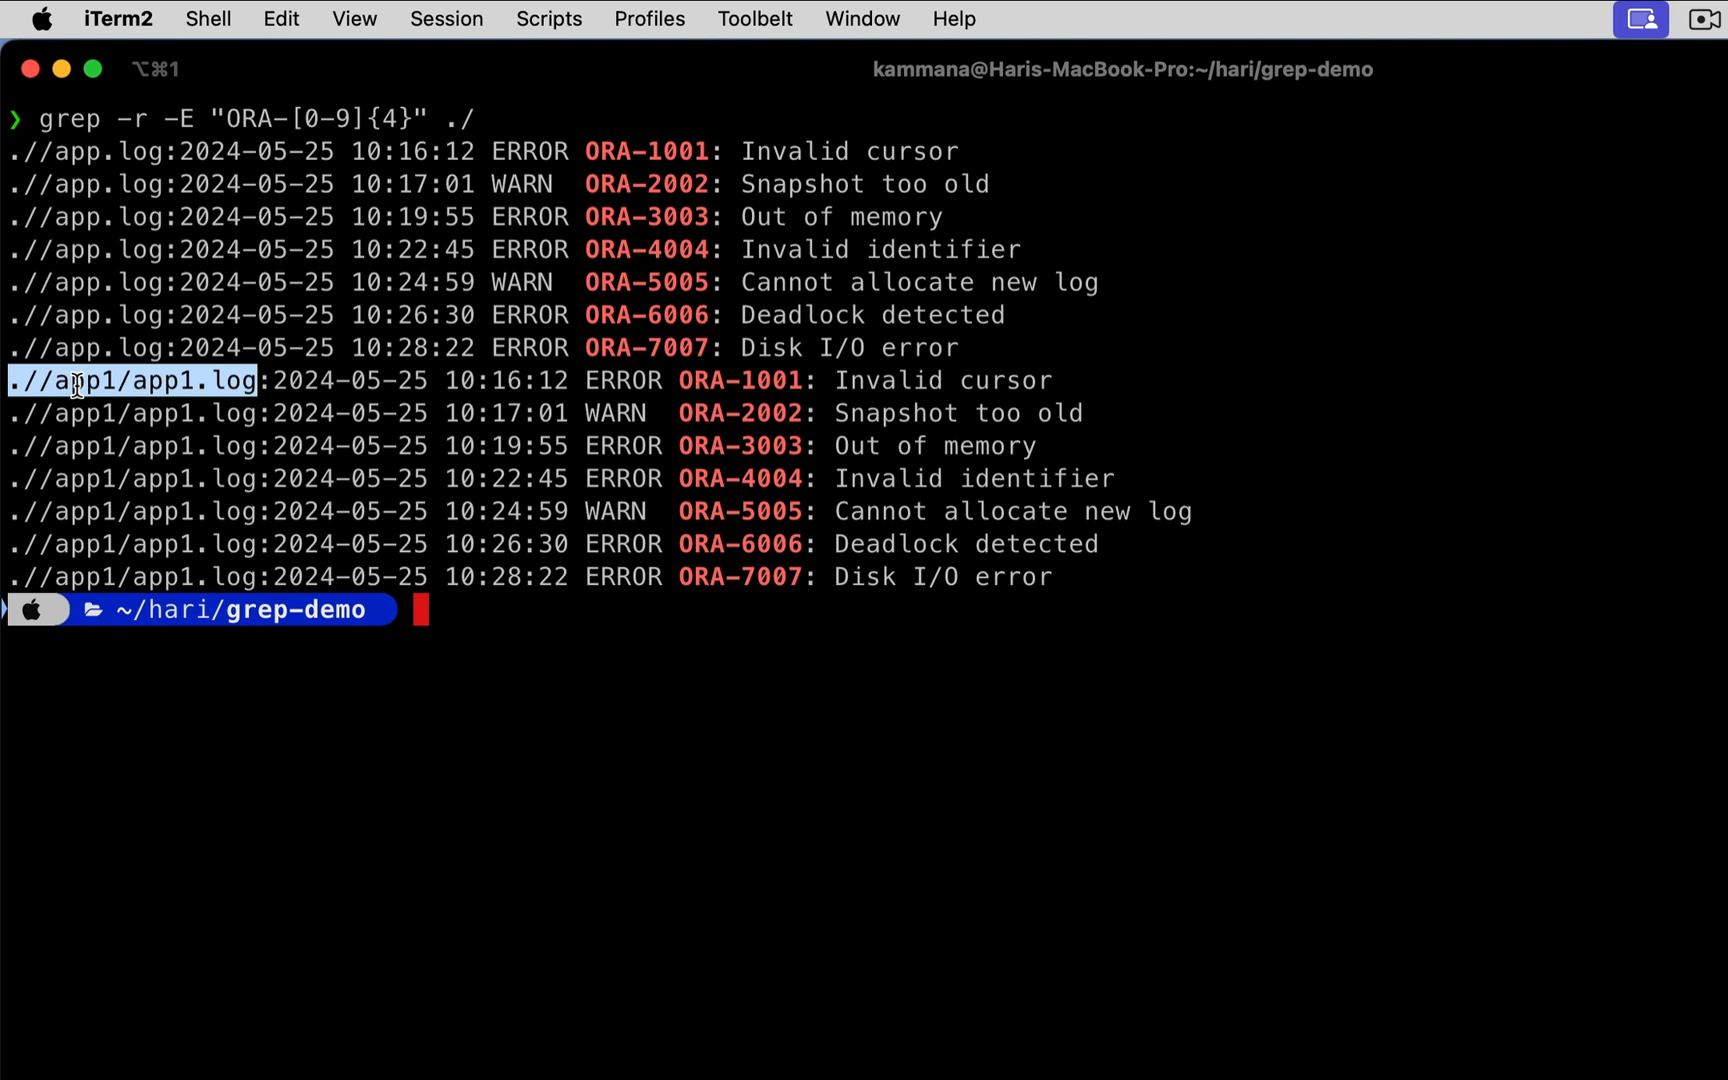 iTerm2 Shell Edit View Session Scripts Profiles Toolbelt Window Help
⌥⌘1 kammana@Haris-MacBook-Pro:~/hari/grep-demo
❯ grep -r -E "ORA-[0-9]{4}" ./
.//app.log:2024-05-25 10:16:12 ERROR ORA-1001: Invalid cursor
.//app.log:2024-05-25 10:17:01 WARN  ORA-2002: Snapshot too old
.//app.log:2024-05-25 10:19:55 ERROR ORA-3003: Out of memory
.//app.log:2024-05-25 10:22:45 ERROR ORA-4004: Invalid identifier
.//app.log:2024-05-25 10:24:59 WARN  ORA-5005: Cannot allocate new log
.//app.log:2024-05-25 10:26:30 ERROR ORA-6006: Deadlock detected
.//app.log:2024-05-25 10:28:22 ERROR ORA-7007: Disk I/O error
.//app1/app1.log:2024-05-25 10:16:12 ERROR ORA-1001: Invalid cursor
.//app1/app1.log:2024-05-25 10:17:01 WARN  ORA-2002: Snapshot too old
.//app1/app1.log:2024-05-25 10:19:55 ERROR ORA-3003: Out of memory
.//app1/app1.log:2024-05-25 10:22:45 ERROR ORA-4004: Invalid identifier
.//app1/app1.log:2024-05-25 10:24:59 WARN  ORA-5005: Cannot allocate new log
.//app1/app1.log:2024-05-25 10:26:30 ERROR ORA-6006: Deadlock detected
.//app1/app1.log:2024-05-25 10:28:22 ERROR ORA-7007: Disk I/O error
~/hari/grep-demo